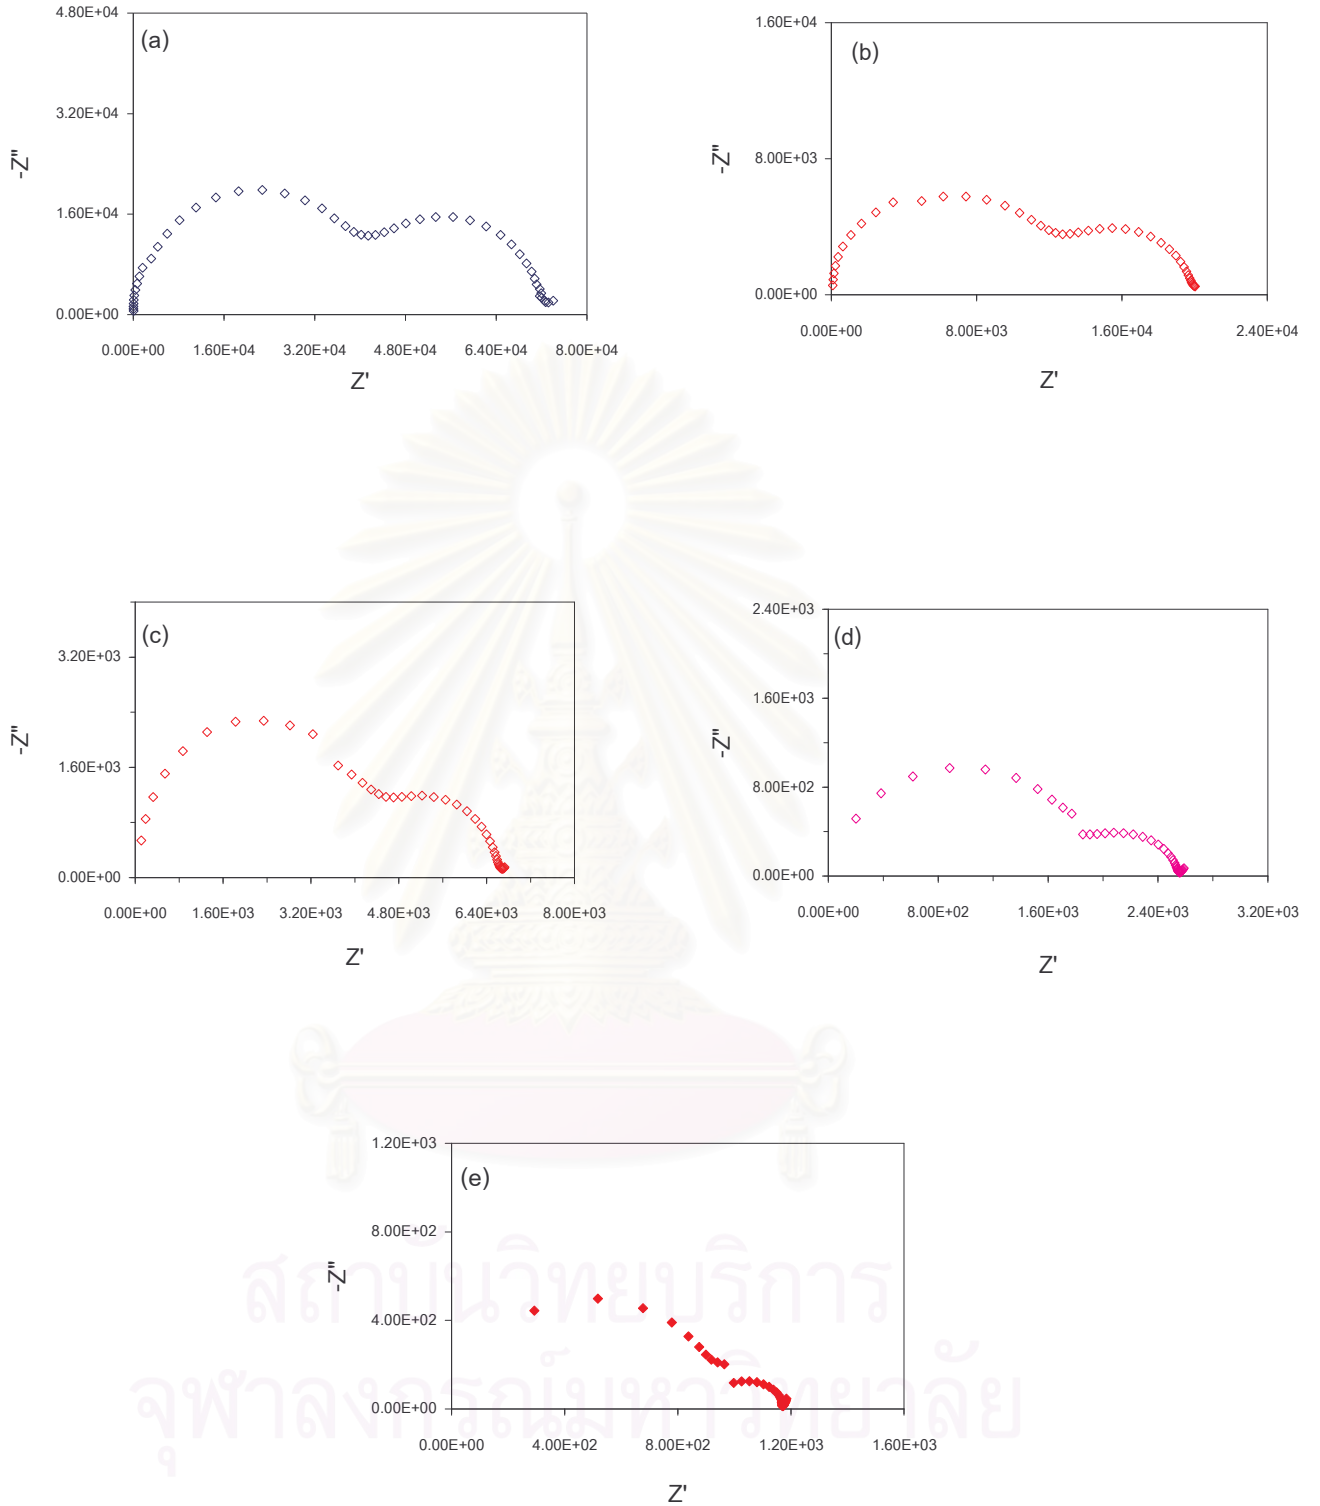 (a)
4.80E+04
3.20E+04
1.60E+04
0.00E+00
-Z"
0.00E+00 1.60E+04 3.20E+04 4.80E+04 6.40E+04 8.00E+04
Z'
(b)
1.60E+04
8.00E+03
0.00E+00
-Z"
0.00E+00 8.00E+03 1.60E+04 2.40E+04
Z'
(c)
3.20E+03
1.60E+03
0.00E+00
-Z"
0.00E+00 1.60E+03 3.20E+03 4.80E+03 6.40E+03 8.00E+03
Z'
(d)
2.40E+03
1.60E+03
8.00E+02
0.00E+00
-Z"
0.00E+00 8.00E+02 1.60E+03 2.40E+03 3.20E+03
Z'
(e)
1.20E+03
8.00E+02
4.00E+02
0.00E+00
-Z"
0.00E+00 4.00E+02 8.00E+02 1.20E+03 1.60E+03
Z'
สถาบันวิทยบริการ
จุฬาลงกรณ์มหาวิทยาลัย